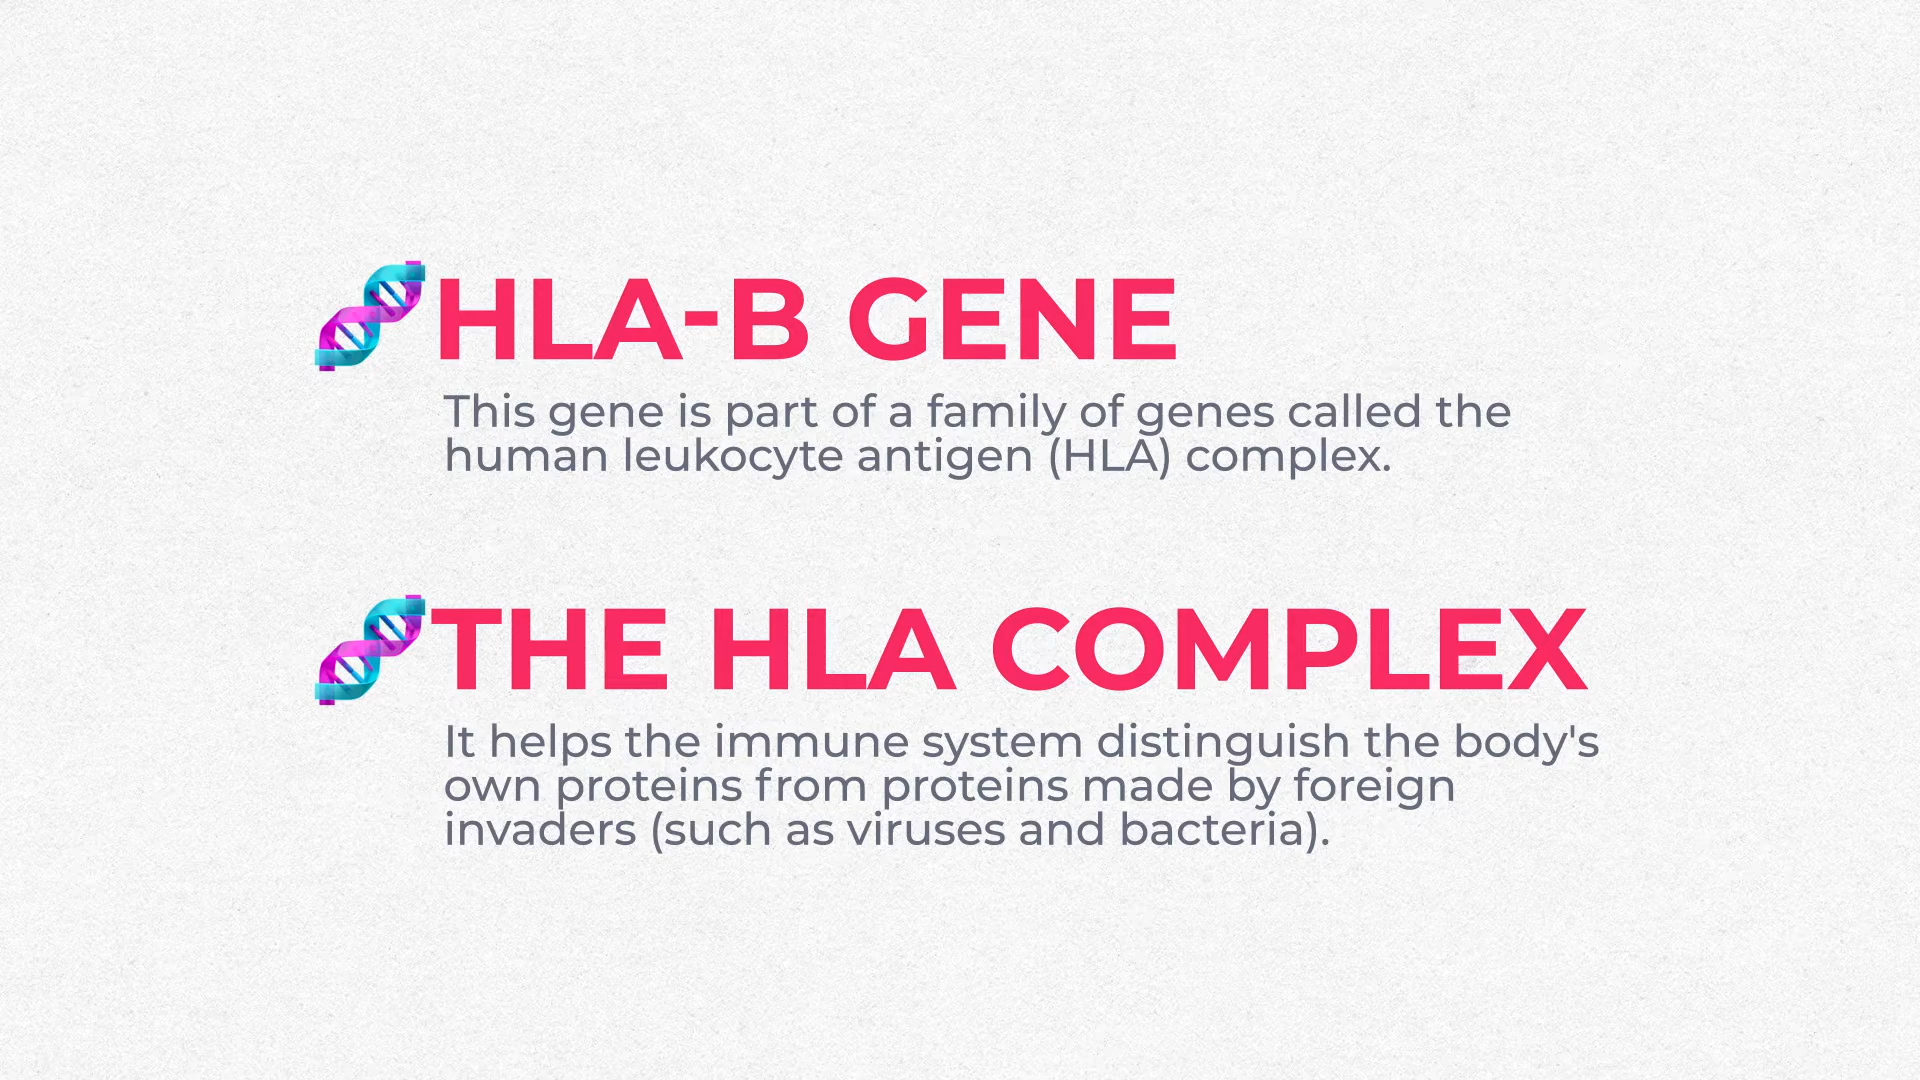 HLA-B GENE
This gene is part of a family of genes called the
human leukocyte antigen (HLA) complex.
THE HLA COMPLEX
It helps the immune system distinguish the body's
own proteins from proteins made by foreign
invaders (such as viruses and bacteria).